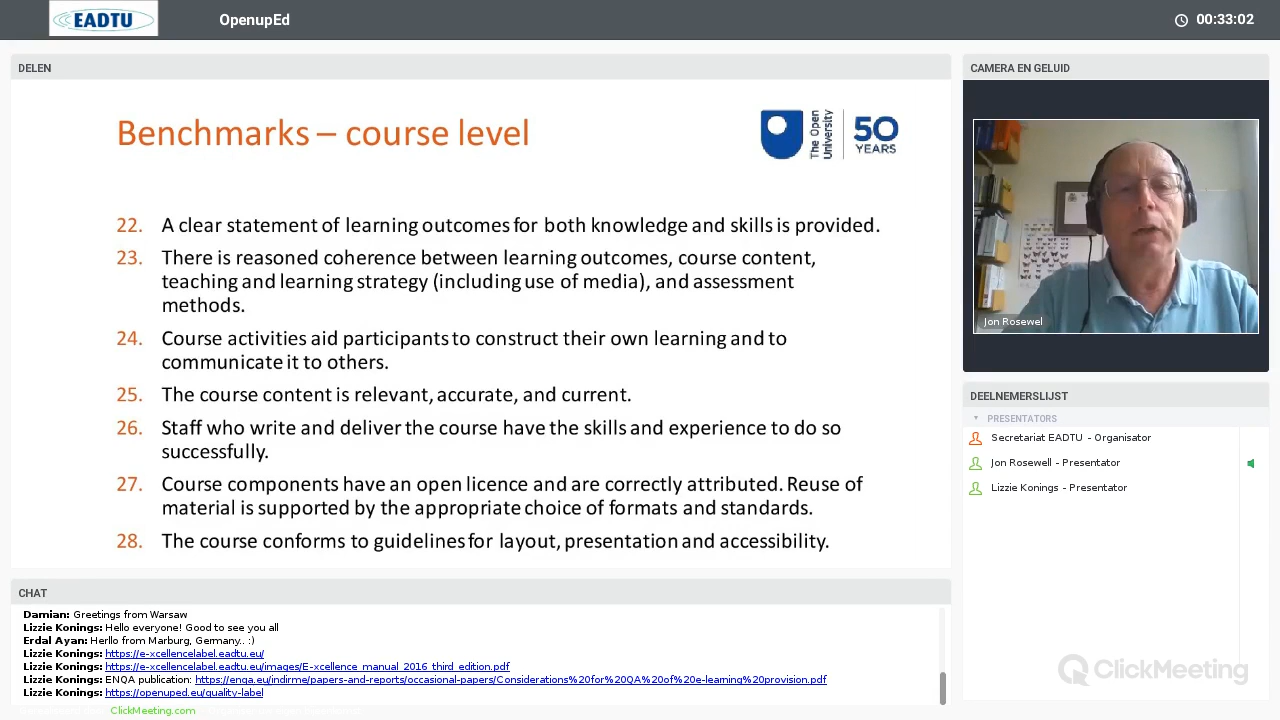 EADTU
OpenupEd
00:33:02
DELEN
Benchmarks – course level
The Open University
50 YEARS
22. A clear statement of learning outcomes for both knowledge and skills is provided.
23. There is reasoned coherence between learning outcomes, course content,
teaching and learning strategy (including use of media), and assessment
methods.
24. Course activities aid participants to construct their own learning and to
communicate it to others.
25. The course content is relevant, accurate, and current.
26. Staff who write and deliver the course have the skills and experience to do so
successfully.
27. Course components have an open licence and are correctly attributed. Reuse of
material is supported by the appropriate choice of formats and standards.
28. The course conforms to guidelines for layout, presentation and accessibility.
CAMERA EN GELUID
Jon Rosewel
DEELNEMERSLIJST
PRESENTATORS
Secretariat EADTU - Organisator
Jon Rosewell - Presentator
Lizzie Konings - Presentator
CHAT
Damian: Greetings from Warsaw
Lizzie Konings: Hello everyone! Good to see you all
Erdal Ayan: Herllo from Marburg, Germany.. :)
Lizzie Konings: https://e-xcellencelabel.eadtu.eu/
Lizzie Konings: https://e-xcellencelabel.eadtu.eu/images/E-xcellence_manual_2016_third_edition.pdf
Lizzie Konings: ENQA publication: https://enqa.eu/indirme/papers-and-reports/occasional-papers/Considerations%20for%20QA%20of%20e-learning%20provision.pdf
Lizzie Konings: https://openuped.eu/quality-label
ClickMeeting
ClickMeeting.com